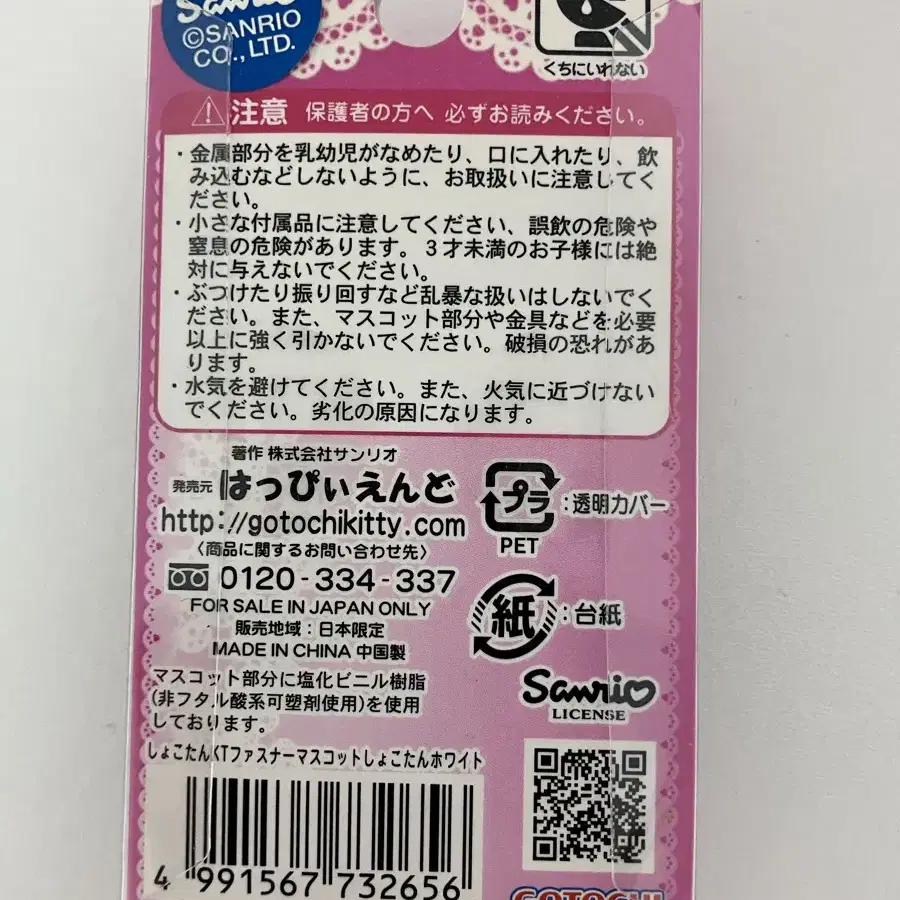 Sanrio
©SANRIO
CO., LTD.
くちにいれない
注意 保護者の方へ 必ずお読みください。
・金属部分を乳幼児がなめたり、口に入れたり、飲
み込むなどしないように、お取扱いに注意してく
ださい。
・小さな付属品に注意してください、誤飲の危険や
窒息の危険があります。３才未満のお子様には絶
対に与えないでください。
・ぶつけたり振り回すなど乱暴な扱いはしないでく
ださい。また、マスコット部分や金具などを必要
以上に強く引かないでください。破損の恐れがあ
ります。
・水気を避けてください。また、火気に近づけない
でください。劣化の原因になります。
著作 株式会社サンリオ
発売元 はっぴぃえんど
http://gotochikitty.com
〈商品に関するお問い合わせ先〉
0120-334-337
FOR SALE IN JAPAN ONLY
販売地域：日本限定
MADE IN CHINA 中国製
プラ：透明カバー
PET
紙：台紙
マスコット部分に塩化ビニル樹脂
(非フタル酸系可塑剤使用)を使用
しております。
Sanrio
LICENSE
しょこたんKTファスナーマスコットしょこたんホワイト
4 991567 732656
GOTOCHI